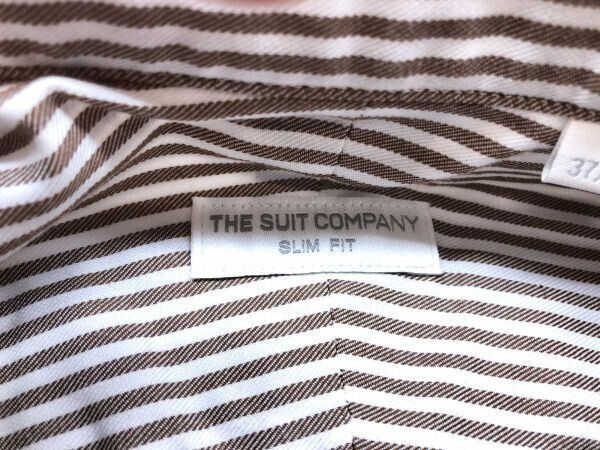 THE SUIT COMPANY
SLIM FIT
37